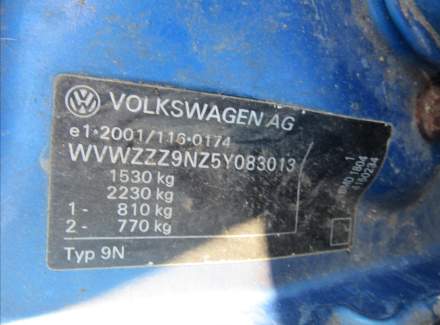 VOLKSWAGEN AG
e1*2001/116*0174
WVWZZZ9NZ5Y083013
1530 kg
2230 kg
1- 810 kg
2- 770 kg
Typ 9N